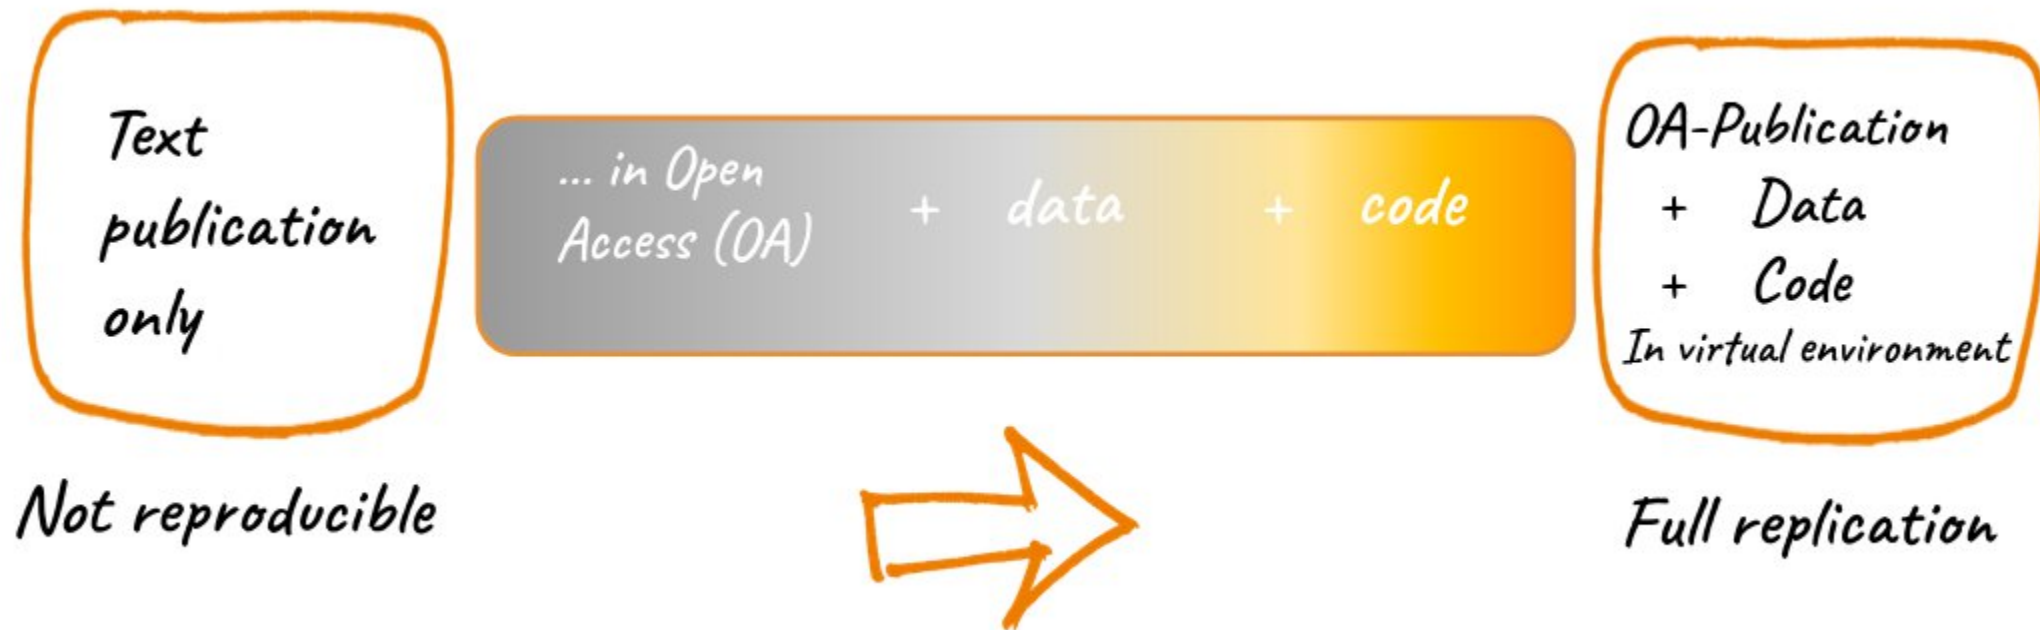 Text
publication
only
... in Open
Access (OA)
+ data
+ code
OA-Publication
+ Data
+ Code
In virtual environment
Not reproducible
Full replication